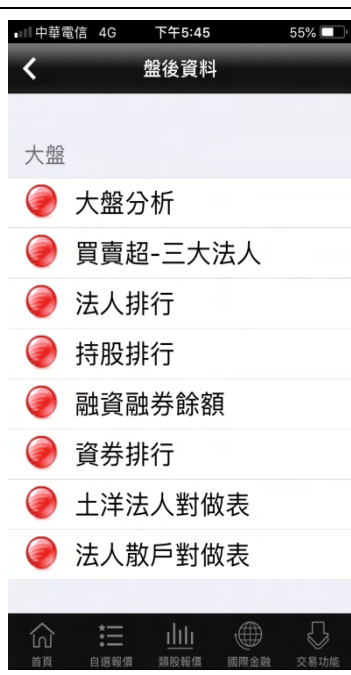 中華電信 4G 下午5:45 55%
盤後資料
大盤
大盤分析
買賣超-三大法人
法人排行
持股排行
融資融券餘額
資券排行
土洋法人對做表
法人散戶對做表
首頁 自選報價 類股報價 國際金融 交易功能